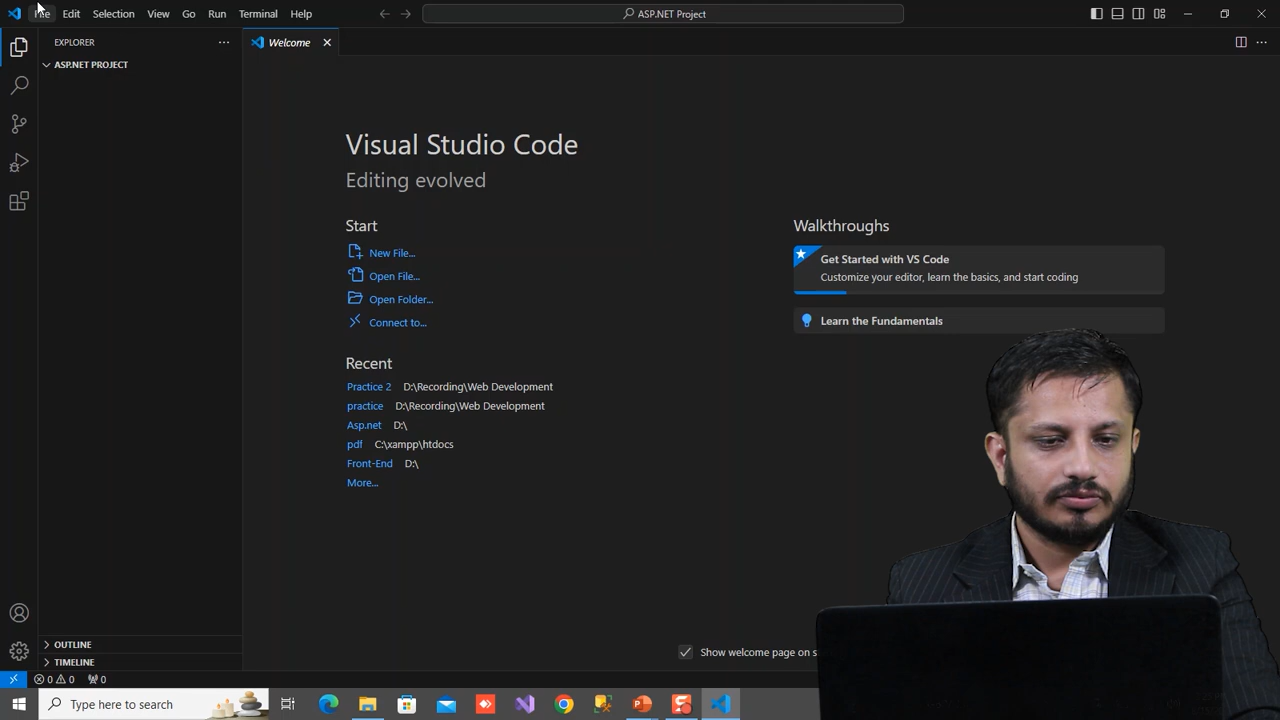 File Edit Selection View Go Run Terminal Help
ASP.NET Project
EXPLORER
Welcome
ASP.NET PROJECT
Visual Studio Code
Editing evolved
Start
New File...
Open File...
Open Folder...
Connect to...
Recent
Practice 2 D:\Recording\Web Development
practice D:\Recording\Web Development
Asp.net D:\
pdf C:\xampp\htdocs
Front-End D:\
More...
Walkthroughs
Get Started with VS Code
Customize your editor, learn the basics, and start coding
Learn the Fundamentals
OUTLINE
TIMELINE
Show welcome page on s
0 0 0
Type here to search